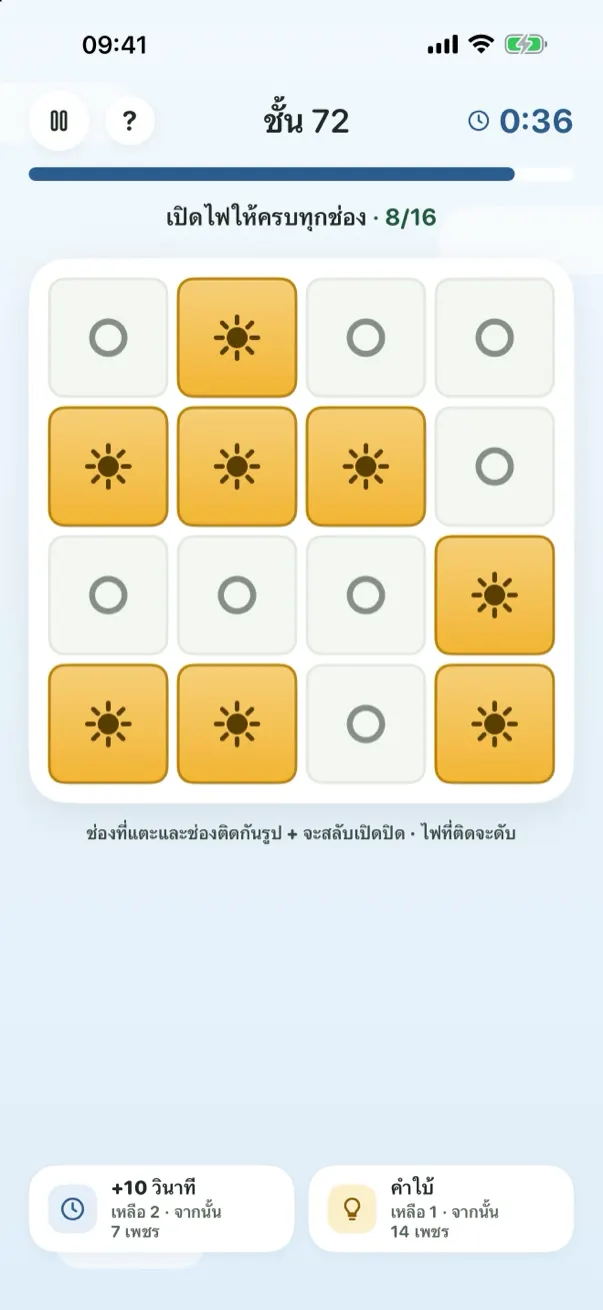 09:41
?
ชั้น 72
0:36
เปิดไฟให้ครบทุกช่อง · 8/16
ช่องที่แตะและช่องติดกันรูป + จะสลับเปิดปิด · ไฟที่ติดจะดับ
+10 วินาที
เหลือ 2 · จากนั้น
7 เพชร
คำใบ้
เหลือ 1 · จากนั้น
14 เพชร